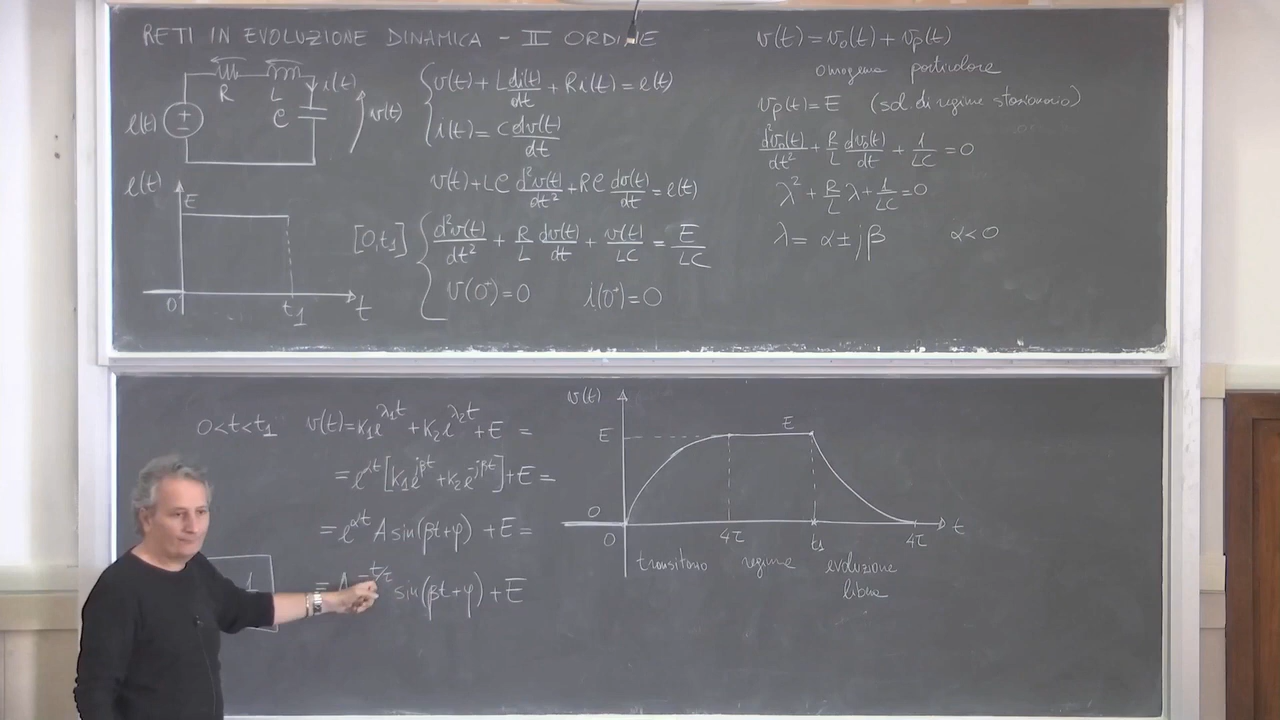 RETI IN EVOLUZIONE DINAMICA - II ORDINE
R
L
C
i(t)
v(t)
e(t)
±
e(t)
E
0
t₁
t
v(t) + L di(t)/dt + R i(t) = e(t)
i(t) = C dv(t)/dt
v(t) + LC d²v(t)/dt² + RC dv(t)/dt = e(t)
[0,t₁]
d²v(t)/dt² + R/L dv(t)/dt + v(t)/LC = E/LC
v(0⁺)=0 i(0⁺)=0
v(t) = v₀(t) + vp(t)
omogenea particolare
vp(t) = E (sol. di regime stazionario)
d²v₀(t)/dt² + R/L dv₀(t)/dt + 1/LC = 0
λ² + R/L λ + 1/LC = 0
λ = α ± jβ α<0
0<t<t₁ v(t)=k₁e^λ₁t + k₂e^λ₂t + E =
= e^αt [k₁e^jβt + k₂e^-jβt] + E =
= e^αt A sin(βt+φ) + E =
= A ^-t/τ sin(βt+φ) + E
1
v(t)
E
E
0
0
4τ
t₁
4τ
t
transitorio regime evoluzione
libera